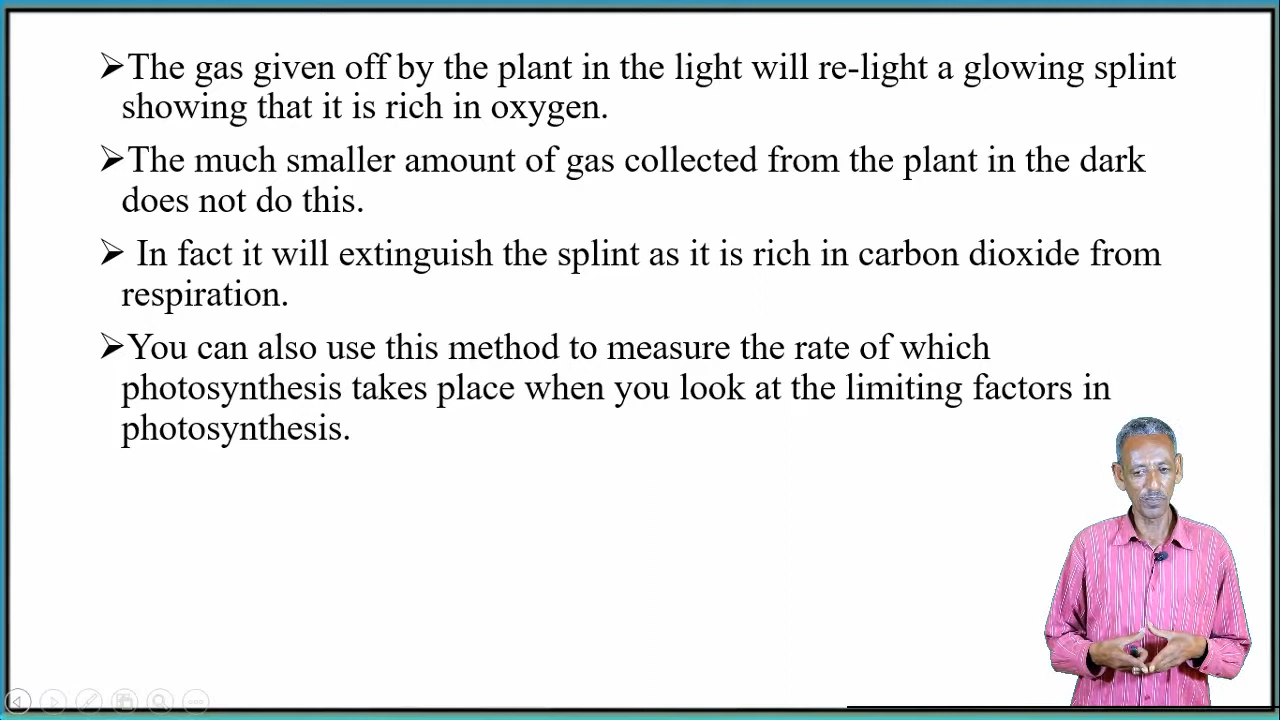 ➢The gas given off by the plant in the light will re-light a glowing splint
showing that it is rich in oxygen.
➢The much smaller amount of gas collected from the plant in the dark
does not do this.
➢ In fact it will extinguish the splint as it is rich in carbon dioxide from
respiration.
➢You can also use this method to measure the rate of which
photosynthesis takes place when you look at the limiting factors in
photosynthesis.